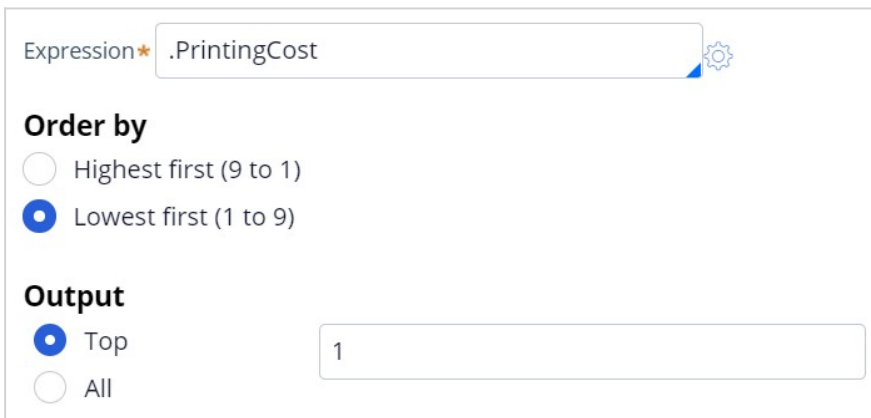 Expression★ .PrintingCost
Order by
Highest first (9 to 1)
Lowest first (1 to 9)
Output
Top 1
All